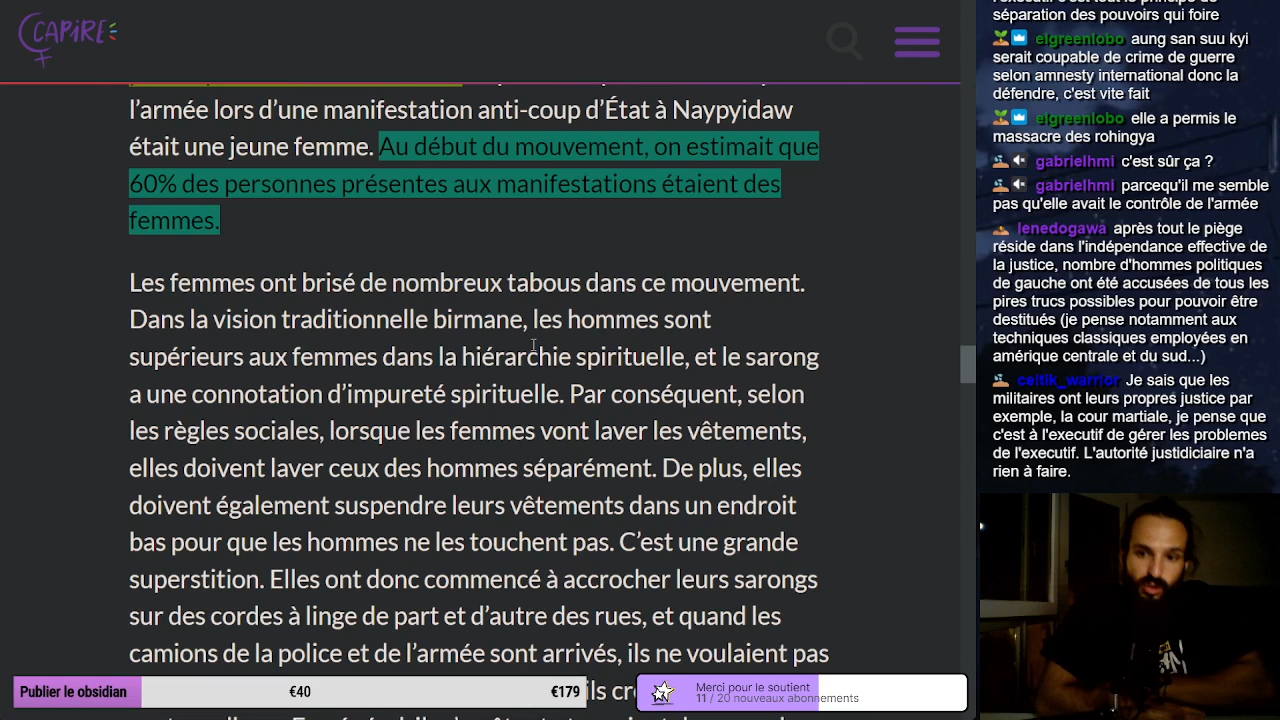 CAPIRE
l’armée lors d’une manifestation anti-coup d’État à Naypyidaw
était une jeune femme. Au début du mouvement, on estimait que
60% des personnes présentes aux manifestations étaient des
femmes.
Les femmes ont brisé de nombreux tabous dans ce mouvement.
Dans la vision traditionnelle birmane, les hommes sont
supérieurs aux femmes dans la hiérarchie spirituelle, et le sarong
a une connotation d’impureté spirituelle. Par conséquent, selon
les règles sociales, lorsque les femmes vont laver les vêtements,
elles doivent laver ceux des hommes séparément. De plus, elles
doivent également suspendre leurs vêtements dans un endroit
bas pour que les hommes ne les touchent pas. C’est une grande
superstition. Elles ont donc commencé à accrocher leurs sarongs
sur des cordes à linge de part et d’autre des rues, et quand les
camions de la police et de l’armée sont arrivés, ils ne voulaient pas
ils
Publier le obsidian €40 €179
Merci pour le soutient
11 / 20 nouveaux abonnements
séparation des pouvoirs qui foire
elgreenlobo aung san suu kyi
serait coupable de crime de guerre
selon amnesty international donc la
défendre, c'est vite fait
elgreenlobo elle a permis le
massacre des rohingya
gabrielhmi c'est sûr ça ?
gabrielhmi parcequ'il me semble
pas qu'elle avait le contrôle de l'armée
lenedogawa après tout le piège
réside dans l'indépendance effective de
la justice, nombre d'hommes politiques
de gauche ont été accusées de tous les
pires trucs possibles pour pouvoir être
destitués (je pense notamment aux
techniques classiques employées en
amérique centrale et du sud...)
celtik_warrior Je sais que les
militaires ont leurs propres justice par
exemple, la cour martiale, je pense que
c'est à l'executif de gérer les problemes
de l'executif. L'autorité justidiciaire n'a
rien à faire.